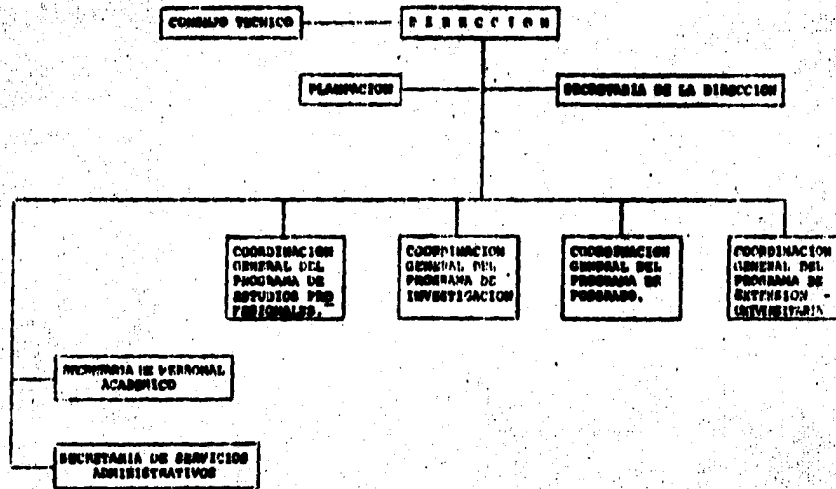 CONSEJO TECNICO
D I R E C C I O N
PLANEACION
SECRETARIA DE LA DIRECCION
COORDINACION
GENERAL DEL
PROGRAMA DE
ESTUDIOS PRO
FESIONALES.
COORDINACION
GENERAL DEL
PROGRAMA DE
INVESTIGACION
COORDINACION
GENERAL DEL
PROGRAMA DE
POSGRADO.
COORDINACION
GENERAL DEL
PROGRAMA DE
EXTENSION -
UNIVERSITARIA
SECRETARIA DE PERSONAL
ACADEMICO
SECRETARIA DE SERVICIOS
ADMINISTRATIVOS